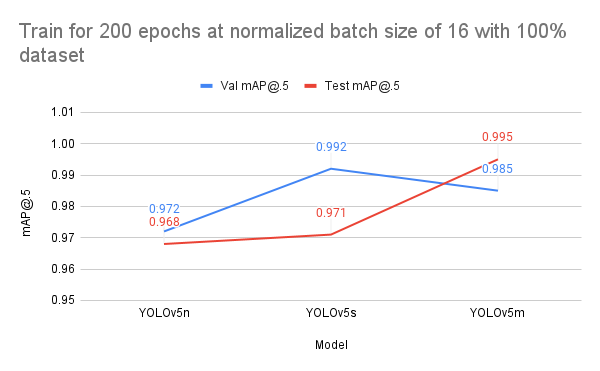 Train for 200 epochs at normalized batch size of 16 with 100%
dataset
Val mAP@.5 Test mAP@.5
1.01
1.00
0.99
0.98
0.97
0.96
0.95
mAP@.5
0.972
0.968
0.992
0.971
0.995
0.985
YOLOv5n YOLOv5s YOLOv5m
Model